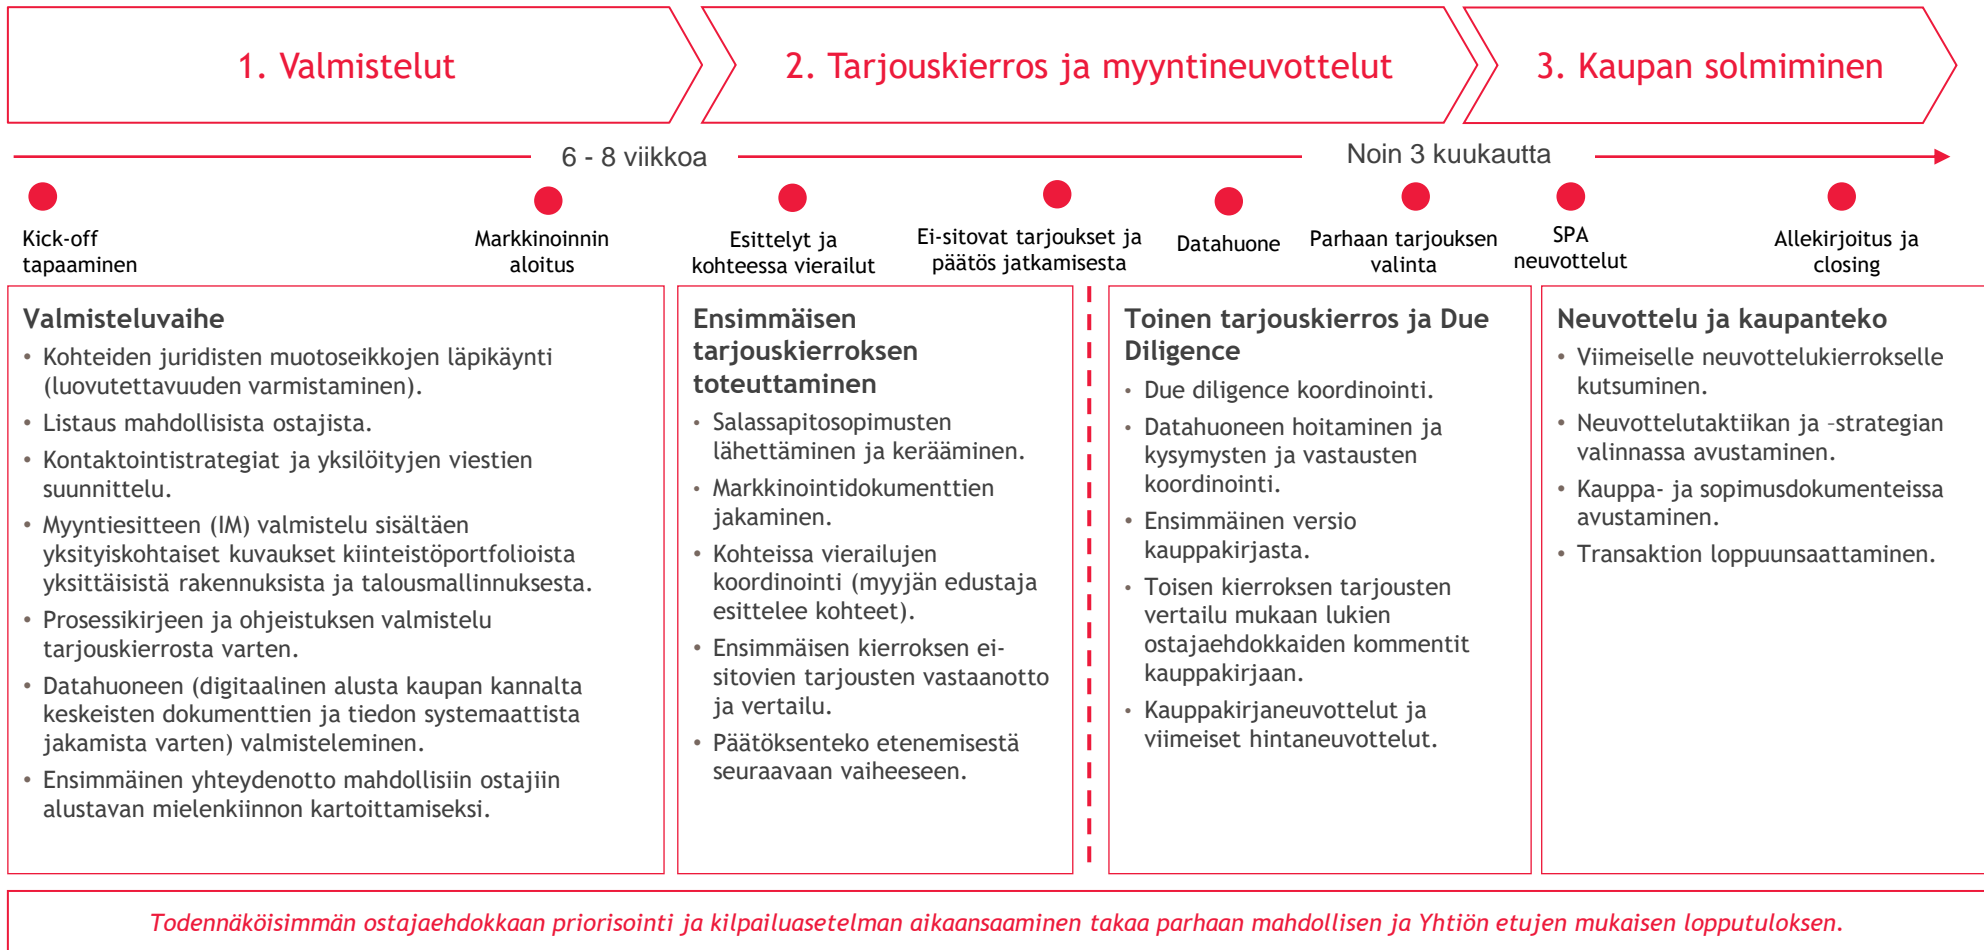 1. Valmistelut
2. Tarjouskierros ja myyntineuvottelut
3. Kaupan solmiminen
6 - 8 viikkoa
Noin 3 kuukautta
Kick-off
tapaaminen
Markkinoinnin
aloitus
Esittelyt ja
kohteessa vierailut
Ei-sitovat tarjoukset ja
päätös jatkamisesta
Datahuone
Parhaan tarjouksen
valinta
SPA
neuvottelut
Allekirjoitus ja
closing
Valmisteluvaihe
• Kohteiden juridisten muotoseikkojen läpikäynti
(luovutettavuuden varmistaminen).
• Listaus mahdollisista ostajista.
• Kontaktointistrategiat ja yksilöityjen viestien
suunnittelu.
• Myyntiesitteen (IM) valmistelu sisältäen
yksityiskohtaiset kuvaukset kiinteistöportfolioista
yksittäisistä rakennuksista ja talousmallinnuksesta.
• Prosessikirjeen ja ohjeistuksen valmistelu
tarjouskierrosta varten.
• Datahuoneen (digitaalinen alusta kaupan kannalta
keskeisten dokumenttien ja tiedon systemaattista
jakamista varten) valmisteleminen.
• Ensimmäinen yhteydenotto mahdollisiin ostajiin
alustavan mielenkiinnon kartoittamiseksi.
Ensimmäisen
tarjouskierroksen
toteuttaminen
• Salassapitosopimusten
lähettäminen ja kerääminen.
• Markkinointidokumenttien
jakaminen.
• Kohteissa vierailujen
koordinointi (myyjän edustaja
esittelee kohteet).
• Ensimmäisen kierroksen ei-
sitovien tarjousten vastaanotto
ja vertailu.
• Päätöksenteko etenemisestä
seuraavaan vaiheeseen.
Toinen tarjouskierros ja Due
Diligence
• Due diligence koordinointi.
• Datahuoneen hoitaminen ja
kysymysten ja vastausten
koordinointi.
• Ensimmäinen versio
kauppakirjasta.
• Toisen kierroksen tarjousten
vertailu mukaan lukien
ostajaehdokkaiden kommentit
kauppakirjaan.
• Kauppakirjaneuvottelut ja
viimeiset hintaneuvottelut.
Neuvottelu ja kaupanteko
• Viimeiselle neuvottelukierrokselle
kutsuminen.
• Neuvottelutaktiikan ja –strategian
valinnassa avustaminen.
• Kauppa- ja sopimusdokumenteissa
avustaminen.
• Transaktion loppuunsaattaminen.
Todennäköisimmän ostajaehdokkaan priorisointi ja kilpailuasetelman aikaansaaminen takaa parhaan mahdollisen ja Yhtiön etujen mukaisen lopputuloksen.